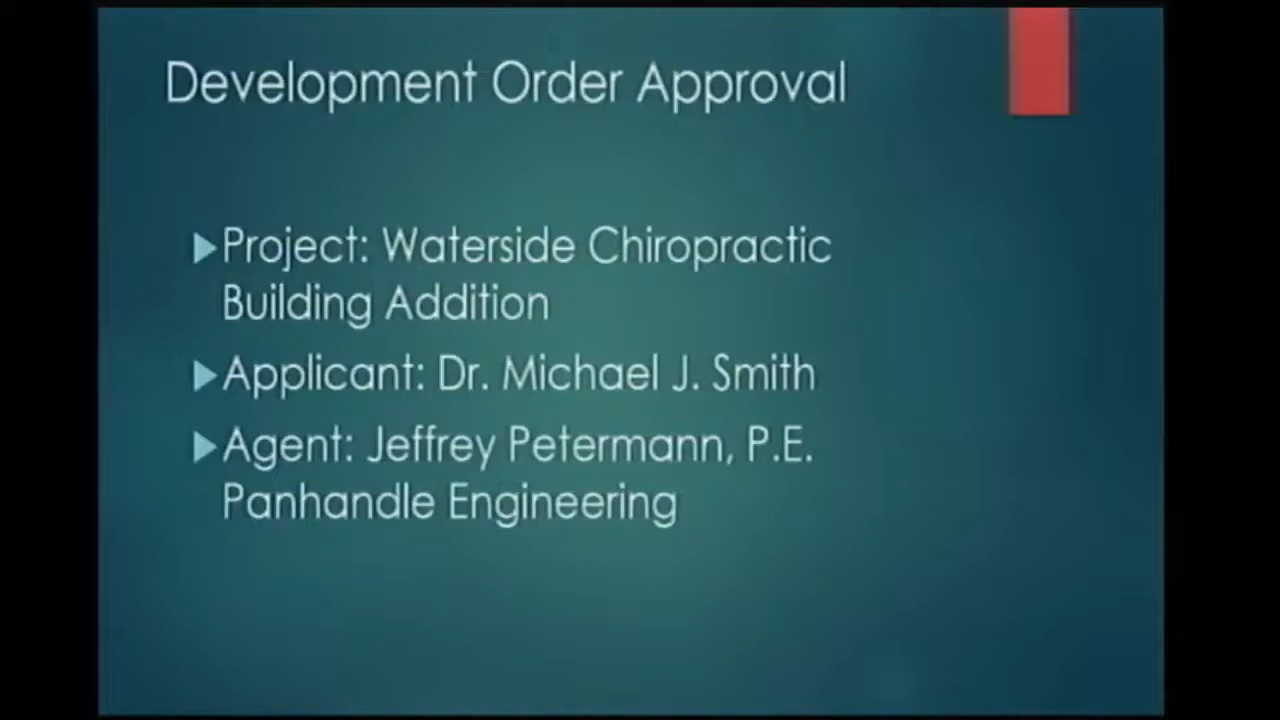 Development Order Approval
Project: Waterside Chiropractic
Building Addition
Applicant: Dr. Michael J. Smith
Agent: Jeffrey Petermann, P.E.
Panhandle Engineering